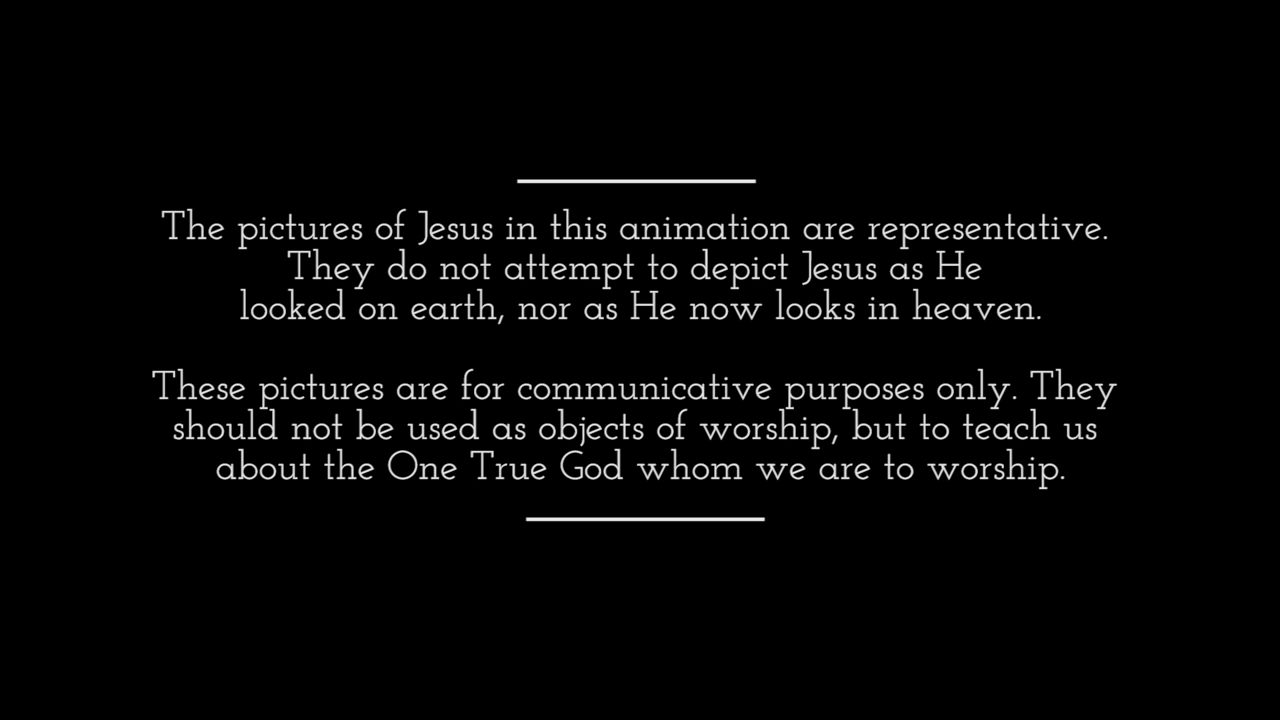 The pictures of Jesus in this animation are representative.
They do not attempt to depict Jesus as He
looked on earth, nor as He now looks in heaven.
These pictures are for communicative purposes only. They
should not be used as objects of worship, but to teach us
about the One True God whom we are to worship.